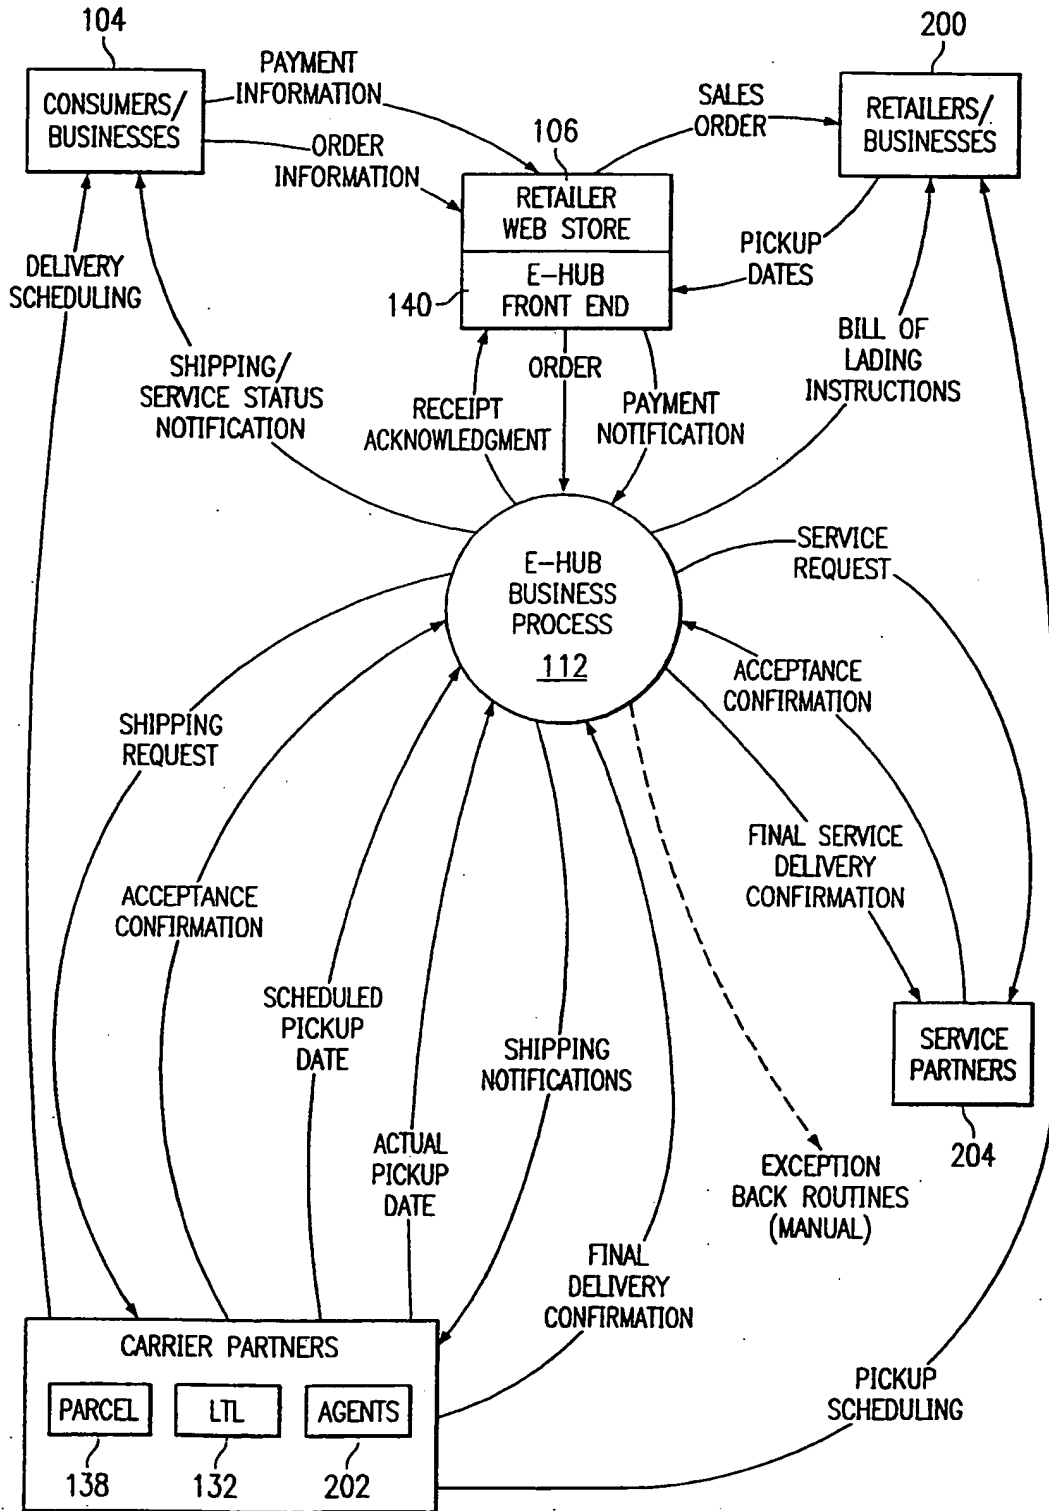 104
200
CONSUMERS/
BUSINESSES
PAYMENT
INFORMATION
ORDER
INFORMATION
SALES
ORDER
RETAILERS/
BUSINESSES
106
RETAILER
WEB STORE
E-HUB
FRONT END
140
PICKUP
DATES
DELIVERY
SCHEDULING
SHIPPING/
SERVICE STATUS
NOTIFICATION
RECEIPT
ACKNOWLEDGMENT
ORDER
PAYMENT
NOTIFICATION
BILL OF
LADING
INSTRUCTIONS
E-HUB
BUSINESS
PROCESS
112
SERVICE
REQUEST
ACCEPTANCE
CONFIRMATION
SHIPPING
REQUEST
ACCEPTANCE
CONFIRMATION
SCHEDULED
PICKUP
DATE
ACTUAL
PICKUP
DATE
SHIPPING
NOTIFICATIONS
FINAL SERVICE
DELIVERY
CONFIRMATION
SERVICE
PARTNERS
204
EXCEPTION
BACK ROUTINES
(MANUAL)
FINAL
DELIVERY
CONFIRMATION
PICKUP
SCHEDULING
CARRIER PARTNERS
PARCEL
LTL
AGENTS
138
132
202